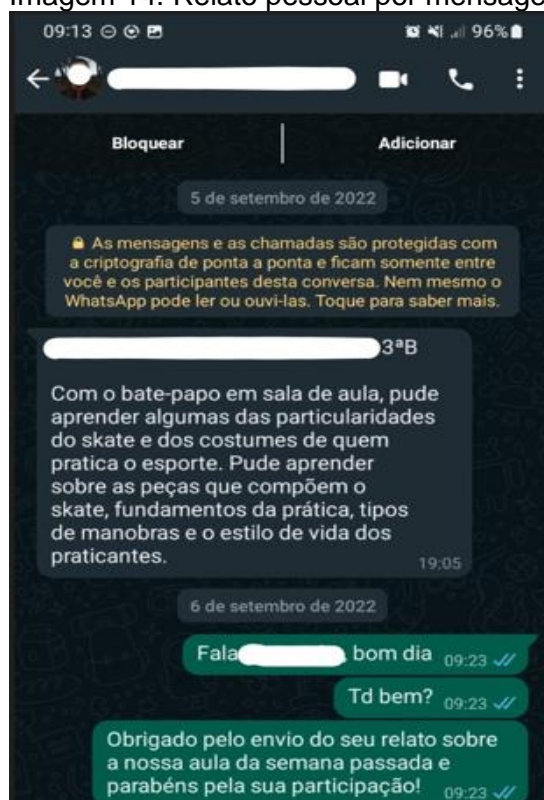 Imagem 14: Relato pessoal por mensage
09:13
96%
Bloquear
Adicionar
5 de setembro de 2022
As mensagens e as chamadas são protegidas com
a criptografia de ponta a ponta e ficam somente entre
você e os participantes desta conversa. Nem mesmo o
WhatsApp pode ler ou ouvi-las. Toque para saber mais.
3ªB
Com o bate-papo em sala de aula, pude
aprender algumas das particularidades
do skate e dos costumes de quem
pratica o esporte. Pude aprender
sobre as peças que compõem o
skate, fundamentos da prática, tipos
de manobras e o estilo de vida dos
praticantes.
19:05
6 de setembro de 2022
Fala , bom dia 09:23
Td bem? 09:23
Obrigado pelo envio do seu relato sobre
a nossa aula da semana passada e
parabéns pela sua participação! 09:23